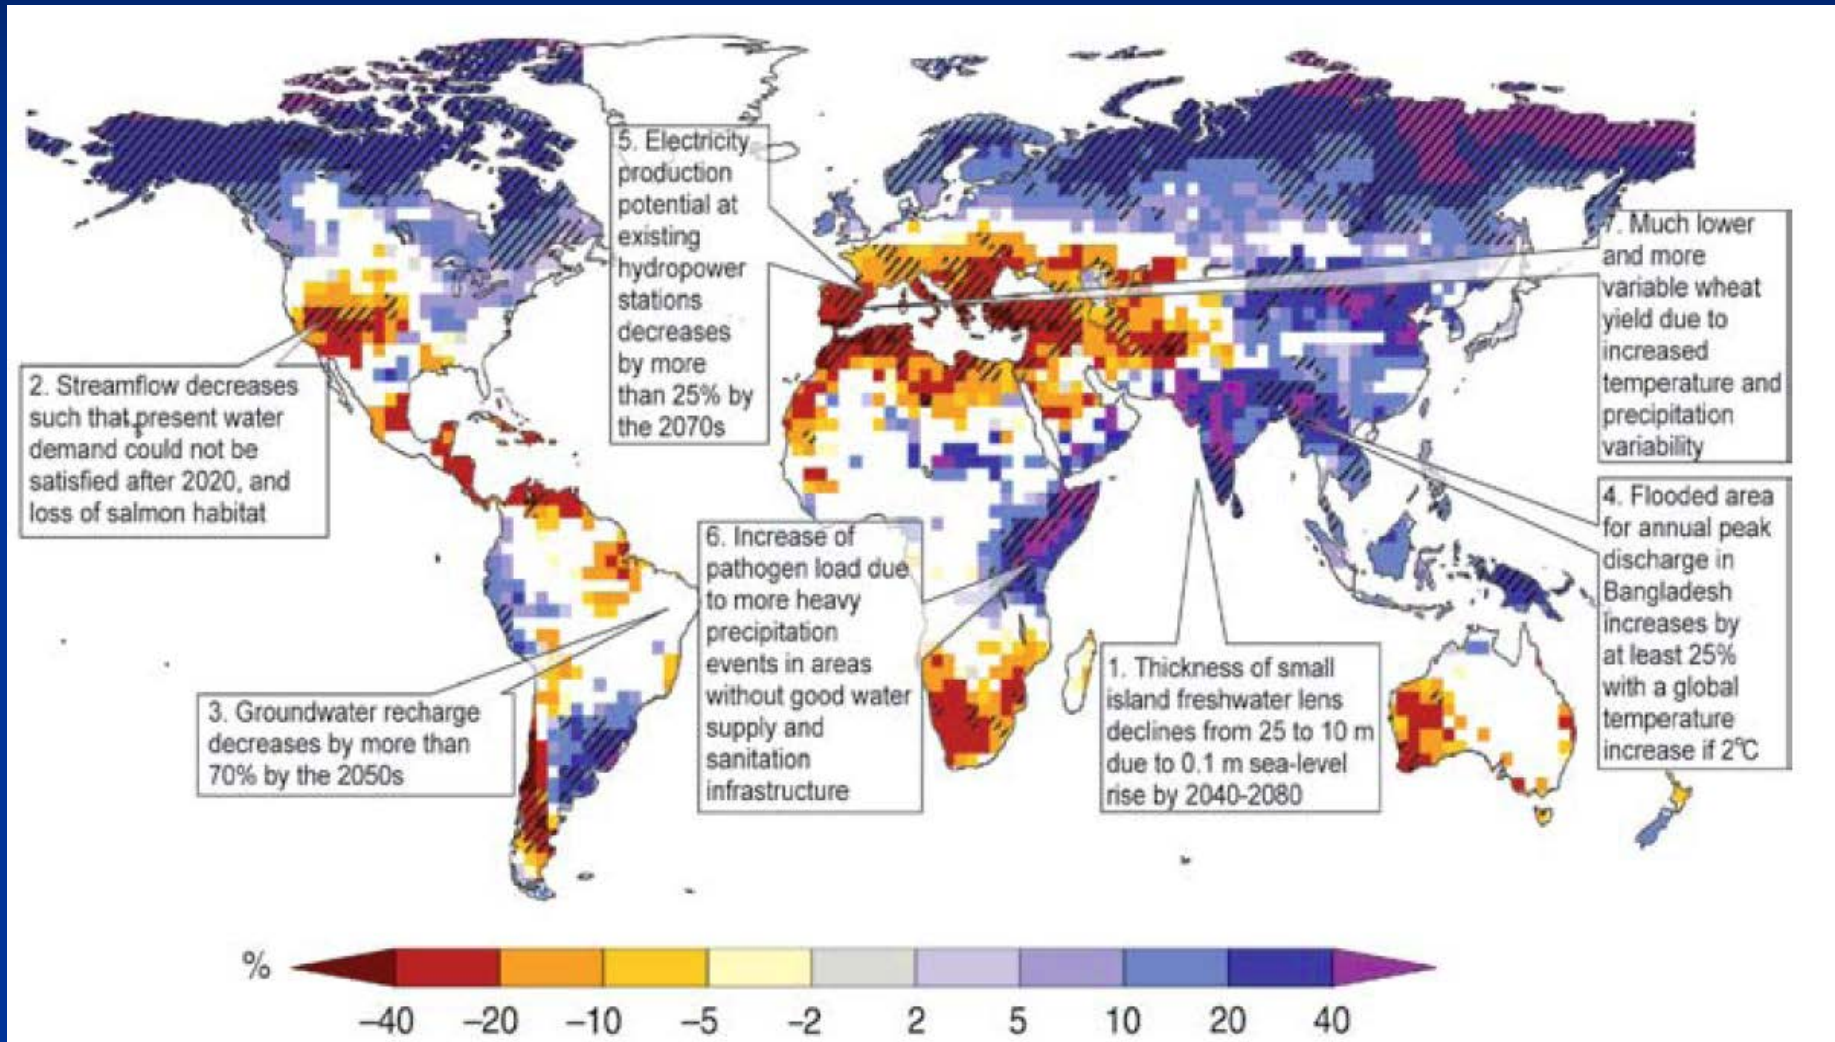 5. Electricity
production
potential at
existing
hydropower
stations
decreases
by more
than 25% by
the 2070s
7. Much lower
and more
variable wheat
yield due to
increased
temperature and
precipitation
variability
2. Streamflow decreases
such that present water
demand could not be
satisfied after 2020, and
loss of salmon habitat
4. Flooded area
for annual peak
discharge in
Bangladesh
increases by
at least 25%
with a global
temperature
increase if 2°C
6. Increase of
pathogen load due
to more heavy
precipitation
events in areas
without good water
supply and
sanitation
infrastructure
1. Thickness of small
island freshwater lens
declines from 25 to 10 m
due to 0.1 m sea-level
rise by 2040-2080
3. Groundwater recharge
decreases by more than
70% by the 2050s
%
–40 –20 –10 –5 –2 2 5 10 20 40